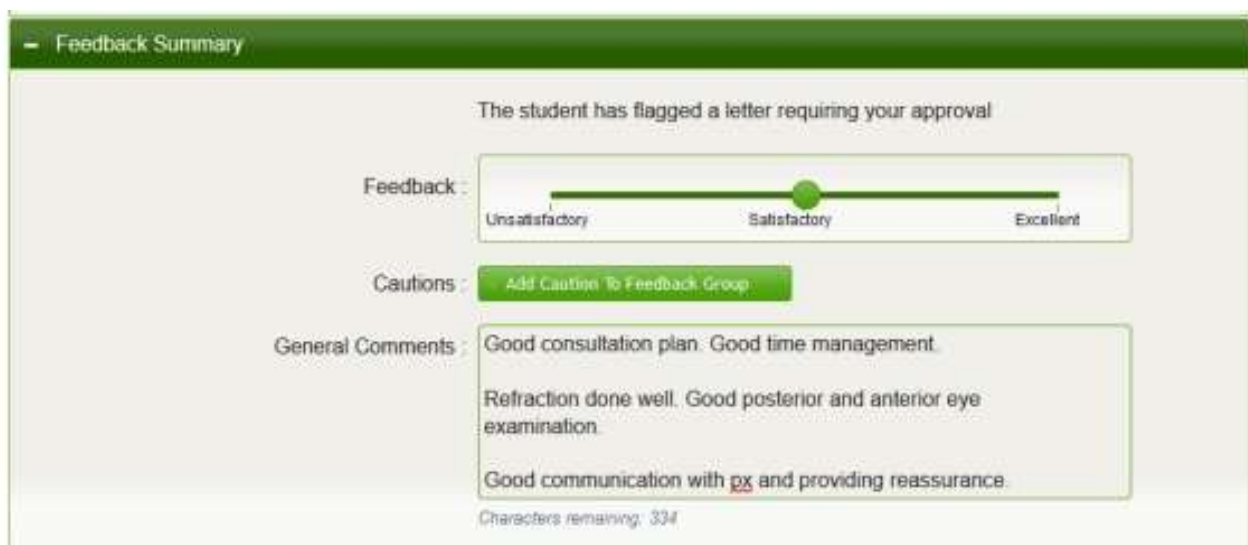 − Feedback Summary
The student has flagged a letter requiring your approval
Feedback :
Unsatisfactory Satisfactory Excellent
Cautions : Add Caution To Feedback Group
General Comments : Good consultation plan. Good time management.
Refraction done well. Good posterior and anterior eye
examination.
Good communication with px and providing reassurance.
Characters remaining: 334